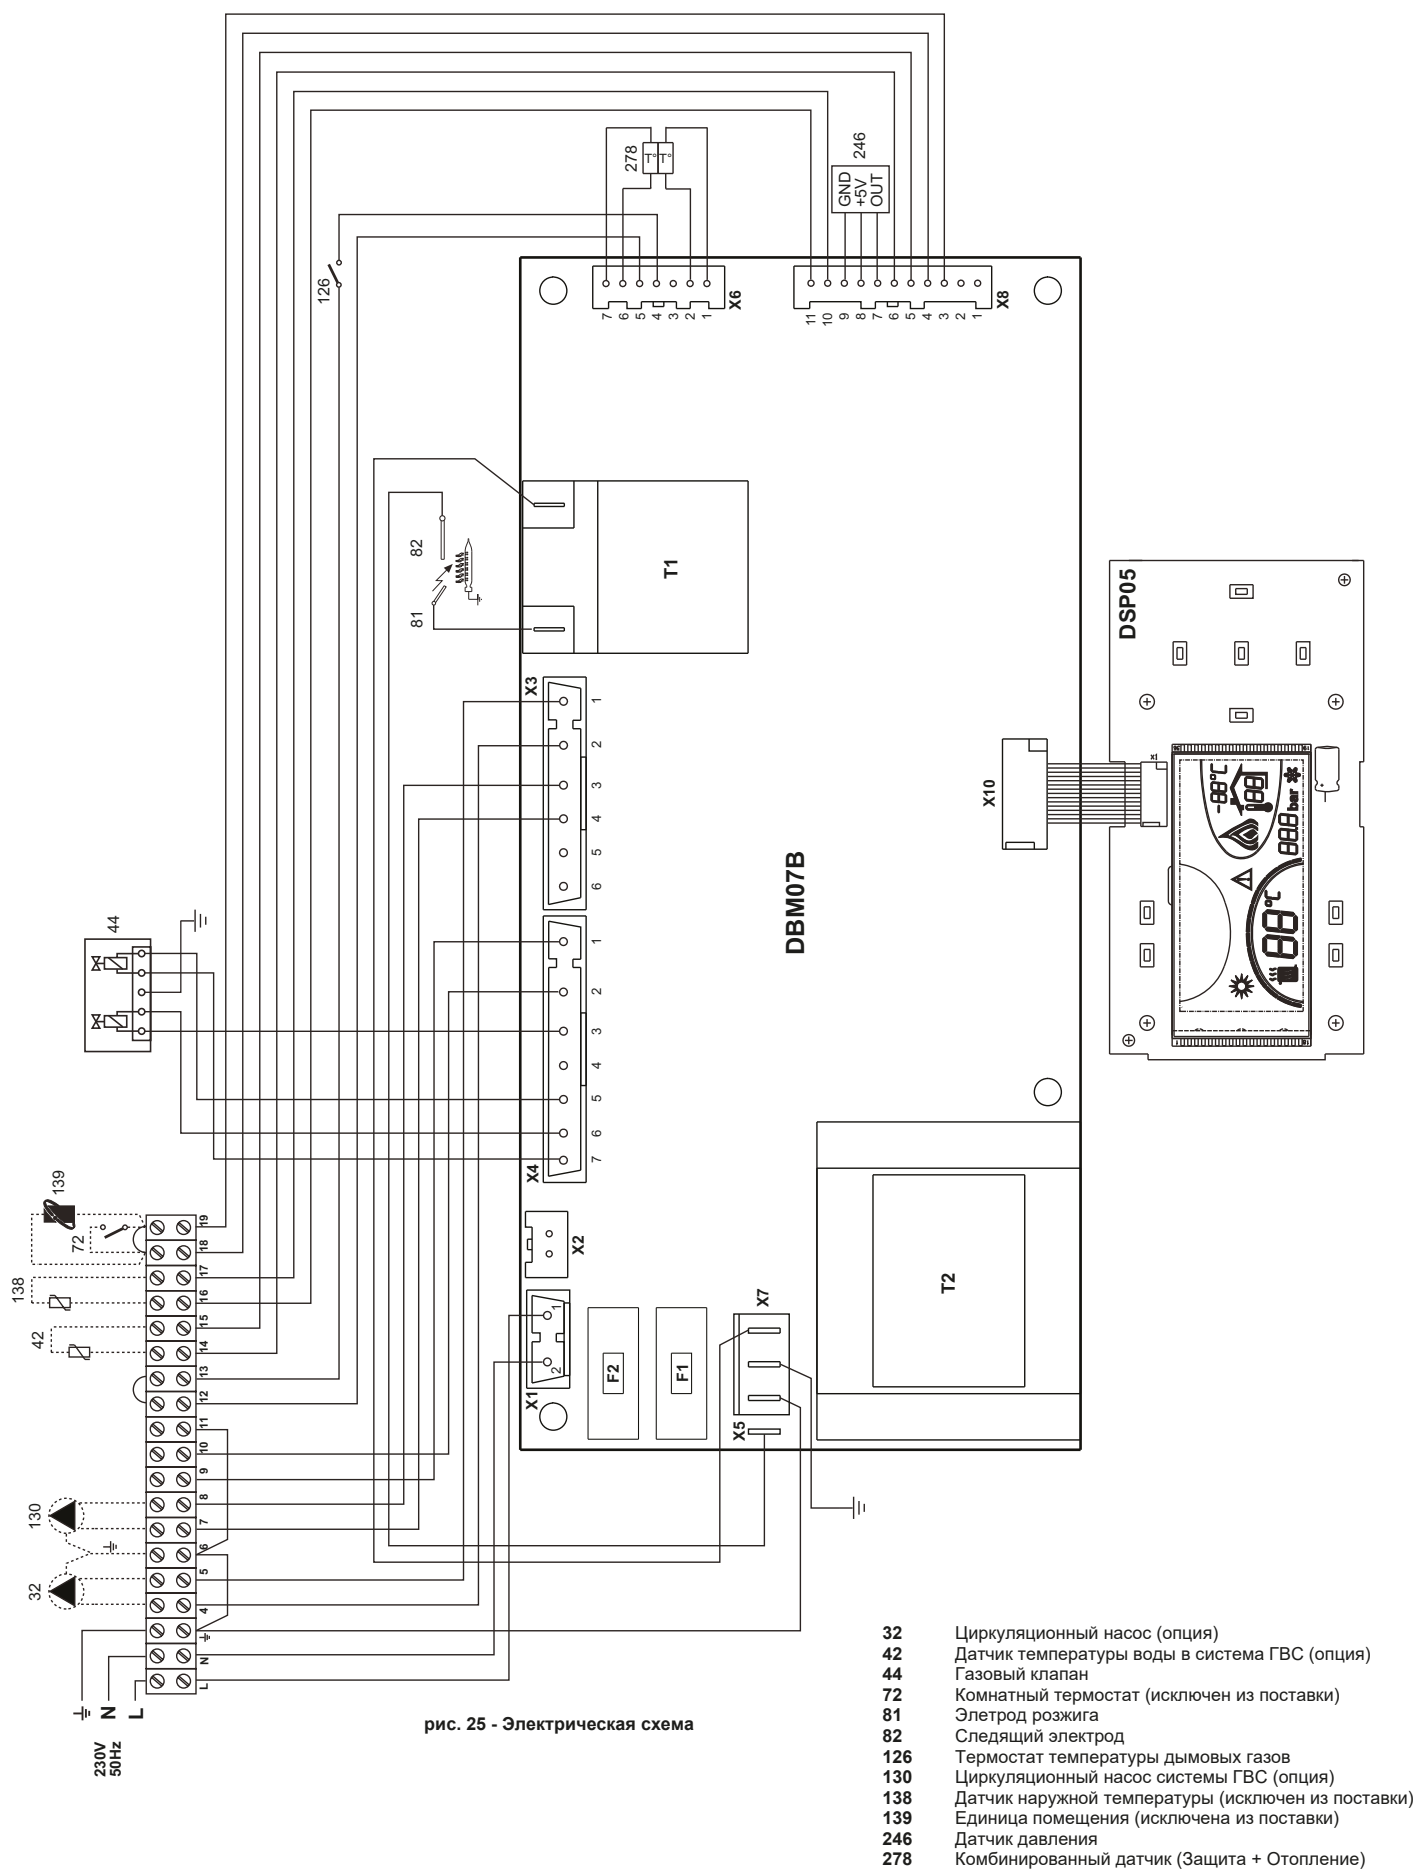 278
T° T°
246
GND
+5V
OUT
126
7 6 5 4 3 2 1
X6
11 10 9 8 7 6 5 4 3 2 1
X8
82
81
T1
DSP05
X3
1
2
3
4
5
6
X10
x1
-88°C
88
88.8 bar
88°C
DBM07B
44
X4
1
2
3
4
5
6
7
139
72
138
42
X2
X1
1
2
F2
F1
X7
X5
T2
130
32
19
18
17
16
15
14
13
12
11
10
9
8
7
6
5
4
N
L
N
L
230V
50Hz
рис. 25 - Электрическая схема
32 Циркуляционный насос (опция)
42 Датчик температуры воды в система ГВС (опция)
44 Газовый клапан
72 Комнатный термостат (исключен из поставки)
81 Элетрод розжига
82 Следящий электрод
126 Термостат температуры дымовых газов
130 Циркуляционный насос системы ГВС (опция)
138 Датчик наружной температуры (исключен из поставки)
139 Единица помещения (исключена из поставки)
246 Датчик давления
278 Комбинированный датчик (Защита + Отопление)